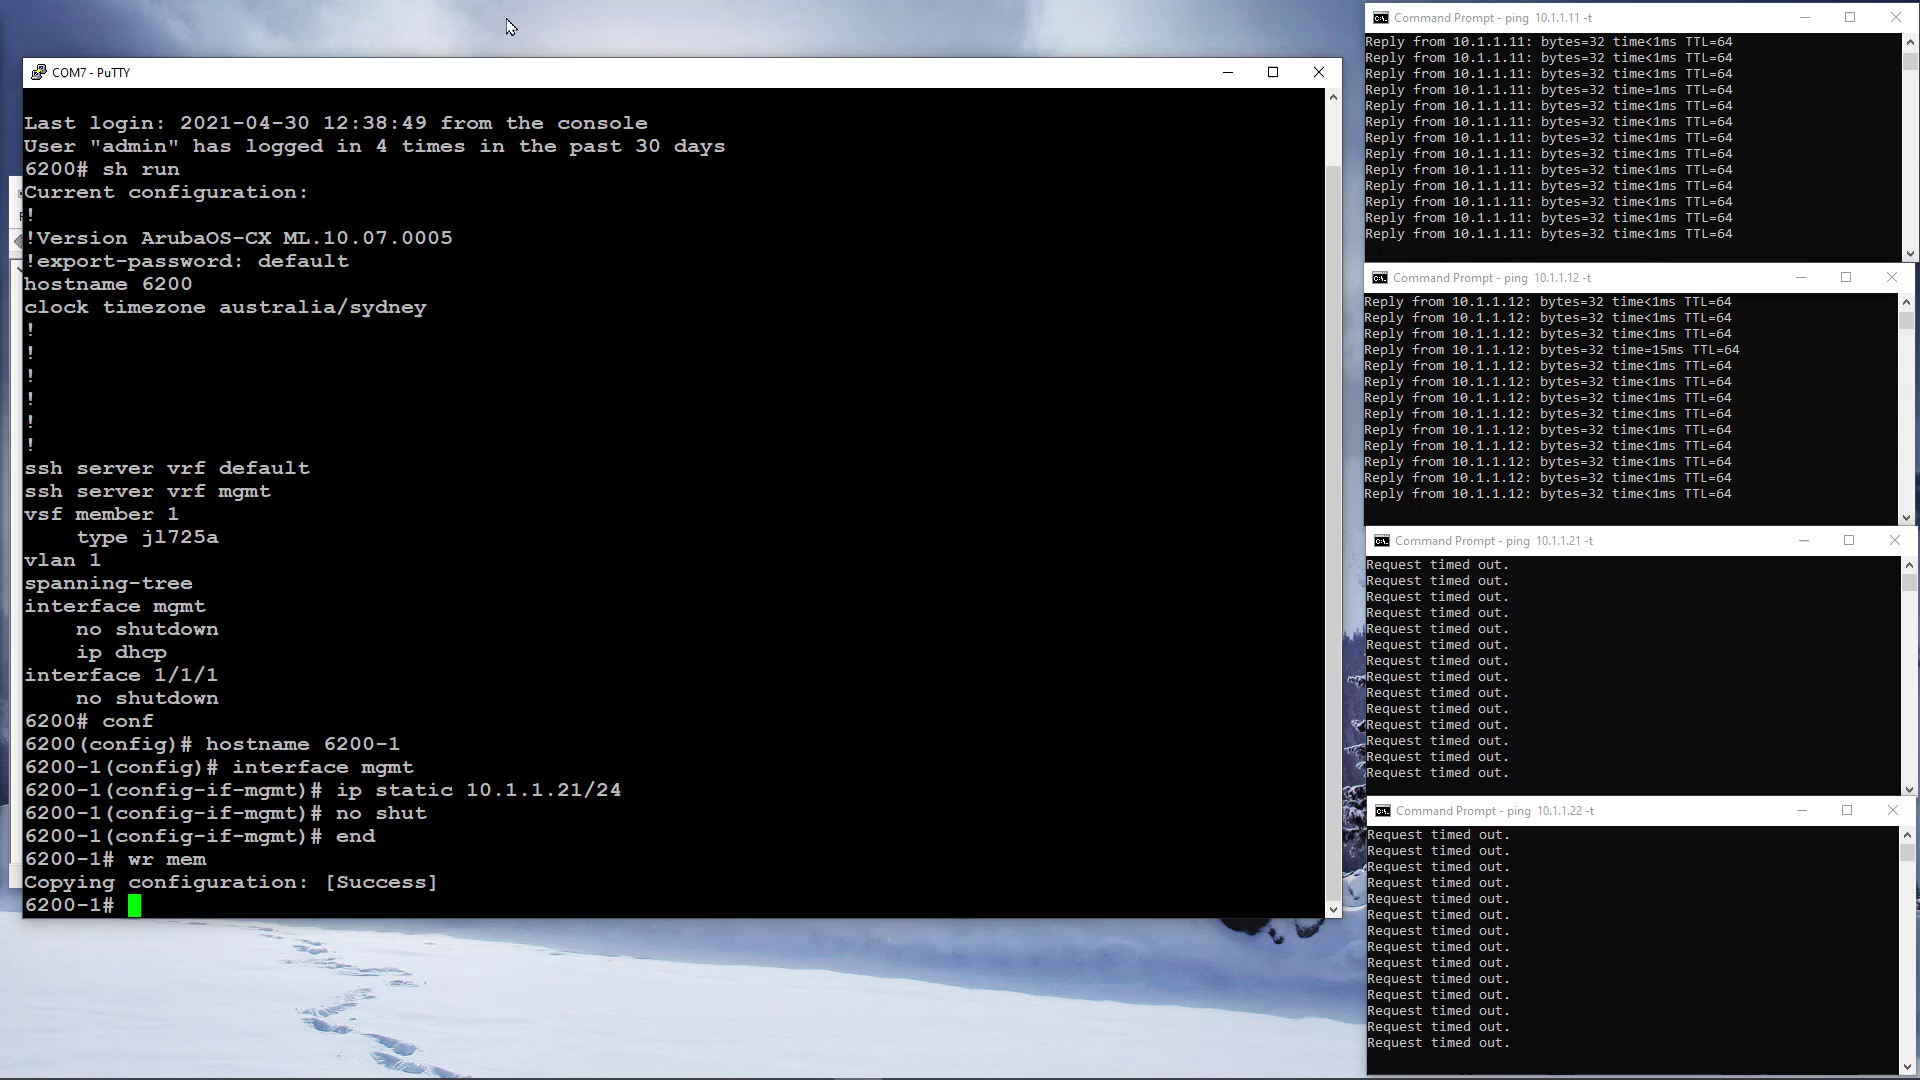 COM7 - PuTTY
Last login: 2021-04-30 12:38:49 from the console
User "admin" has logged in 4 times in the past 30 days
6200# sh run
Current configuration:
!
!Version ArubaOS-CX ML.10.07.0005
!export-password: default
hostname 6200
clock timezone australia/sydney
!
!
!
!
!
!
ssh server vrf default
ssh server vrf mgmt
vsf member 1
    type jl725a
vlan 1
spanning-tree
interface mgmt
    no shutdown
    ip dhcp
interface 1/1/1
    no shutdown
6200# conf
6200(config)# hostname 6200-1
6200-1(config)# interface mgmt
6200-1(config-if-mgmt)# ip static 10.1.1.21/24
6200-1(config-if-mgmt)# no shut
6200-1(config-if-mgmt)# end
6200-1# wr mem
Copying configuration: [Success]
6200-1#
Command Prompt - ping 10.1.1.11 -t
Reply from 10.1.1.11: bytes=32 time<1ms TTL=64
Reply from 10.1.1.11: bytes=32 time<1ms TTL=64
Reply from 10.1.1.11: bytes=32 time<1ms TTL=64
Reply from 10.1.1.11: bytes=32 time=1ms TTL=64
Reply from 10.1.1.11: bytes=32 time<1ms TTL=64
Reply from 10.1.1.11: bytes=32 time<1ms TTL=64
Reply from 10.1.1.11: bytes=32 time<1ms TTL=64
Reply from 10.1.1.11: bytes=32 time<1ms TTL=64
Reply from 10.1.1.11: bytes=32 time<1ms TTL=64
Reply from 10.1.1.11: bytes=32 time<1ms TTL=64
Reply from 10.1.1.11: bytes=32 time<1ms TTL=64
Reply from 10.1.1.11: bytes=32 time<1ms TTL=64
Reply from 10.1.1.11: bytes=32 time<1ms TTL=64
Command Prompt - ping 10.1.1.12 -t
Reply from 10.1.1.12: bytes=32 time<1ms TTL=64
Reply from 10.1.1.12: bytes=32 time<1ms TTL=64
Reply from 10.1.1.12: bytes=32 time<1ms TTL=64
Reply from 10.1.1.12: bytes=32 time=15ms TTL=64
Reply from 10.1.1.12: bytes=32 time<1ms TTL=64
Reply from 10.1.1.12: bytes=32 time<1ms TTL=64
Reply from 10.1.1.12: bytes=32 time<1ms TTL=64
Reply from 10.1.1.12: bytes=32 time<1ms TTL=64
Reply from 10.1.1.12: bytes=32 time<1ms TTL=64
Reply from 10.1.1.12: bytes=32 time<1ms TTL=64
Reply from 10.1.1.12: bytes=32 time<1ms TTL=64
Reply from 10.1.1.12: bytes=32 time<1ms TTL=64
Reply from 10.1.1.12: bytes=32 time<1ms TTL=64
Command Prompt - ping 10.1.1.21 -t
Request timed out.
Request timed out.
Request timed out.
Request timed out.
Request timed out.
Request timed out.
Request timed out.
Request timed out.
Request timed out.
Request timed out.
Request timed out.
Request timed out.
Request timed out.
Request timed out.
Command Prompt - ping 10.1.1.22 -t
Request timed out.
Request timed out.
Request timed out.
Request timed out.
Request timed out.
Request timed out.
Request timed out.
Request timed out.
Request timed out.
Request timed out.
Request timed out.
Request timed out.
Request timed out.
Request timed out.